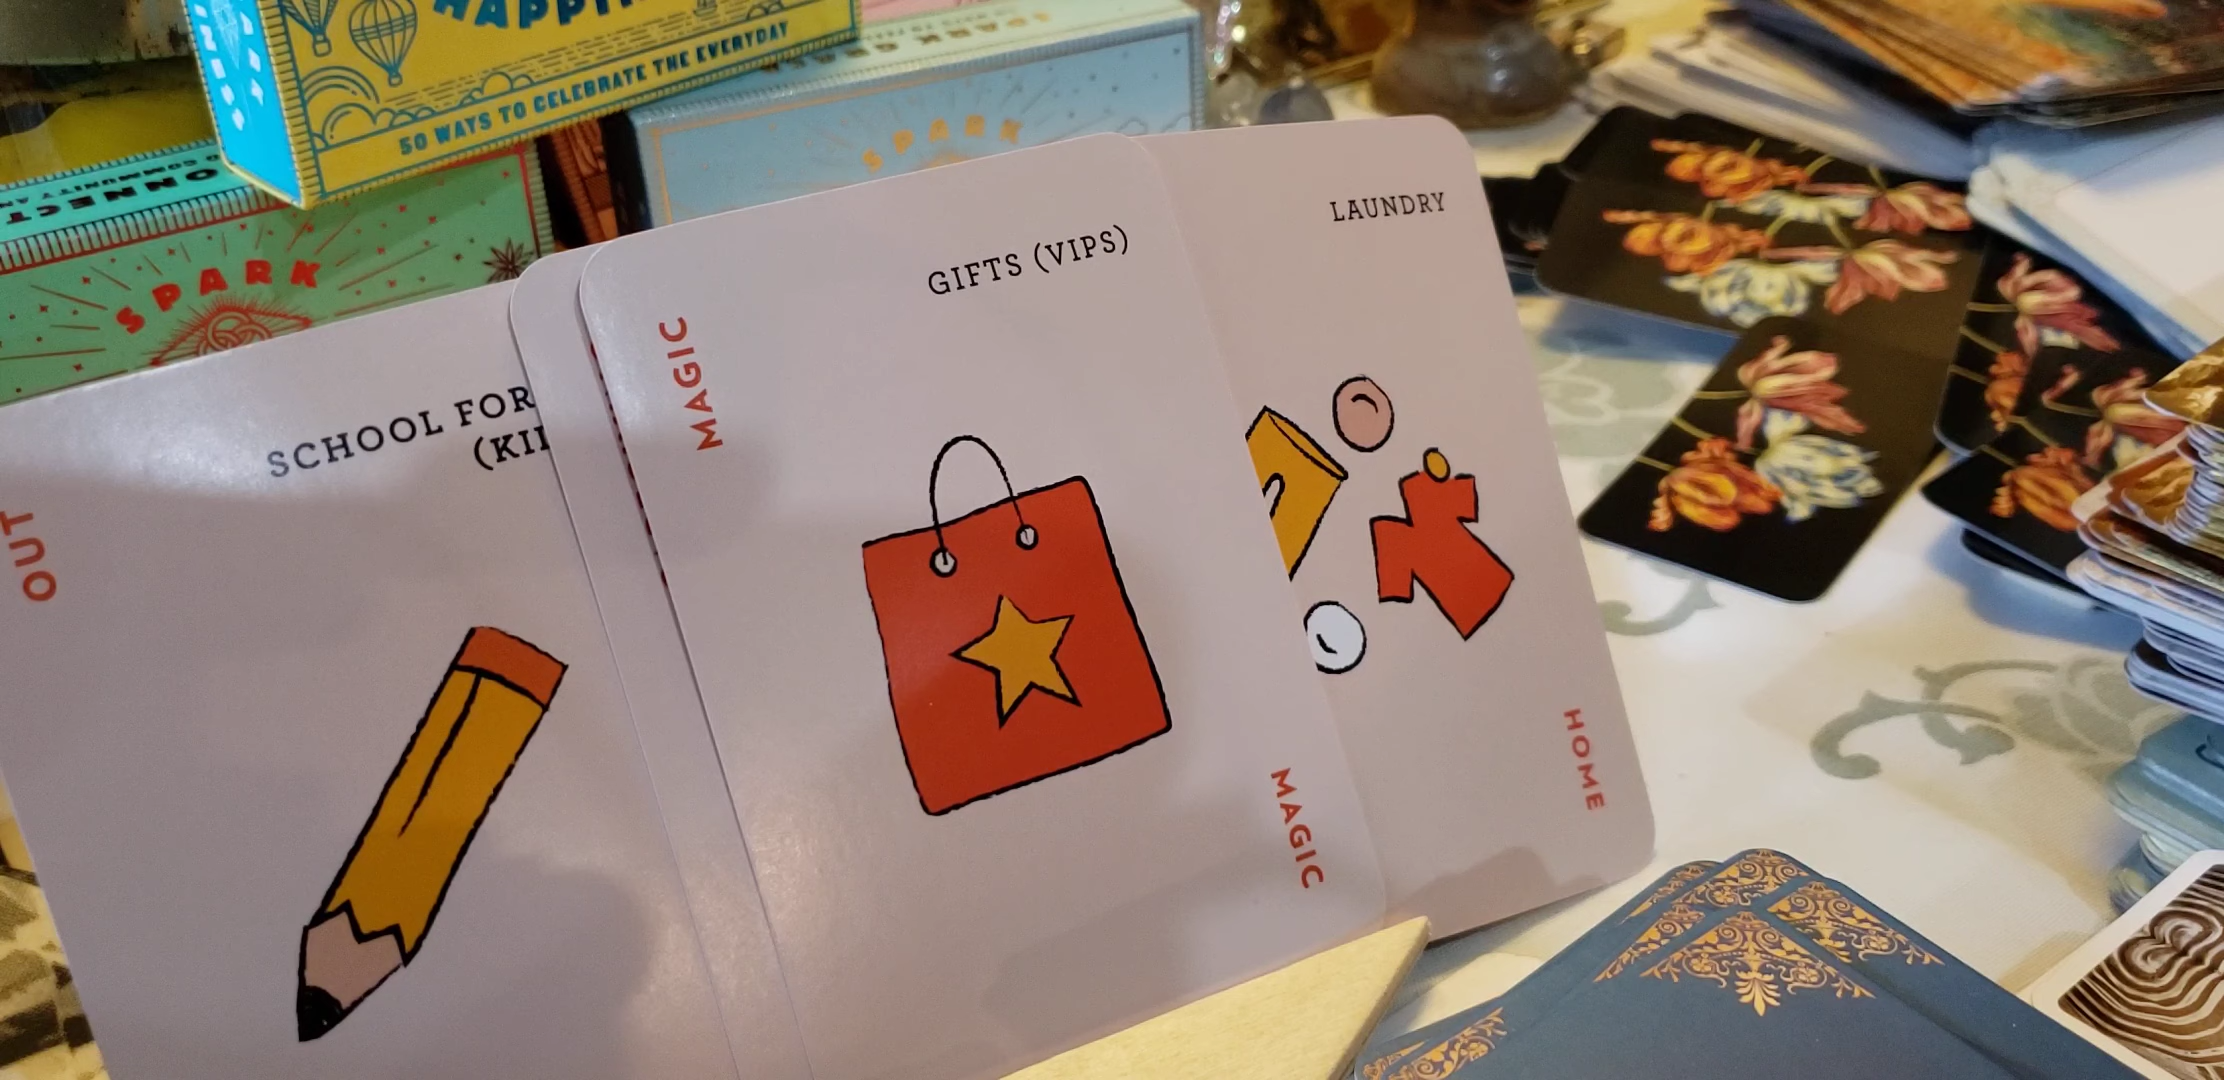 50 WAYS TO CELEBRATE THE EVERYDAY
SPARK
SPARK
LAUNDRY
GIFTS (VIPS)
MAGIC
SCHOOL FOR
OUT
HOME
MAGIC